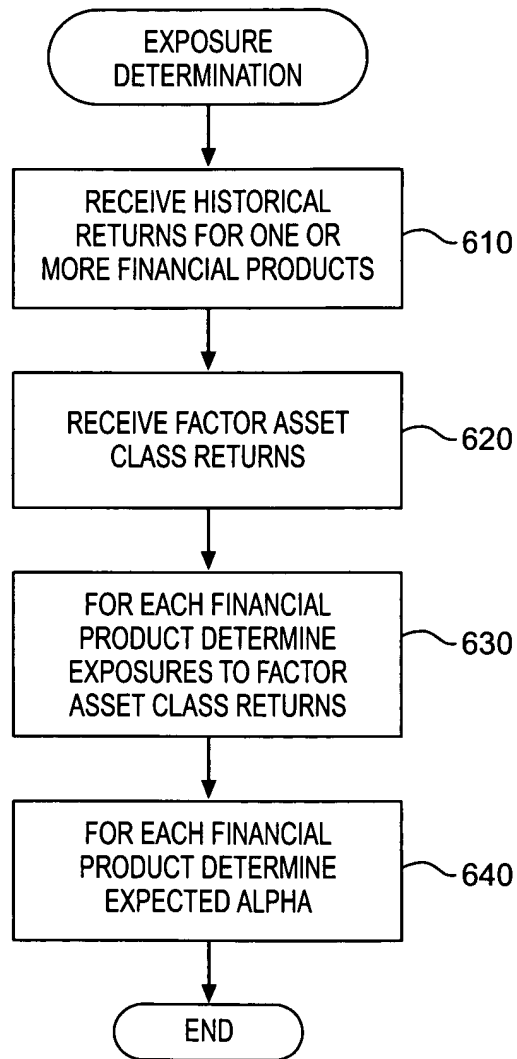 EXPOSURE
DETERMINATION
RECEIVE HISTORICAL
RETURNS FOR ONE OR
MORE FINANCIAL PRODUCTS
610
RECEIVE FACTOR ASSET
CLASS RETURNS
620
FOR EACH FINANCIAL
PRODUCT DETERMINE
EXPOSURES TO FACTOR
ASSET CLASS RETURNS
630
FOR EACH FINANCIAL
PRODUCT DETERMINE
EXPECTED ALPHA
640
END